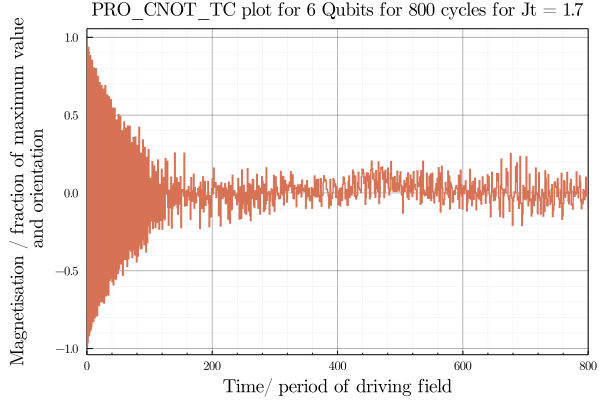 PRO_CNOT_TC plot for 6 Qubits for 800 cycles for Jt = 1.7
Magnetisation / fraction of maximum value
and orientation
1.0
0.5
0.0
−0.5
−1.0
0
200
400
600
800
Time/ period of driving field